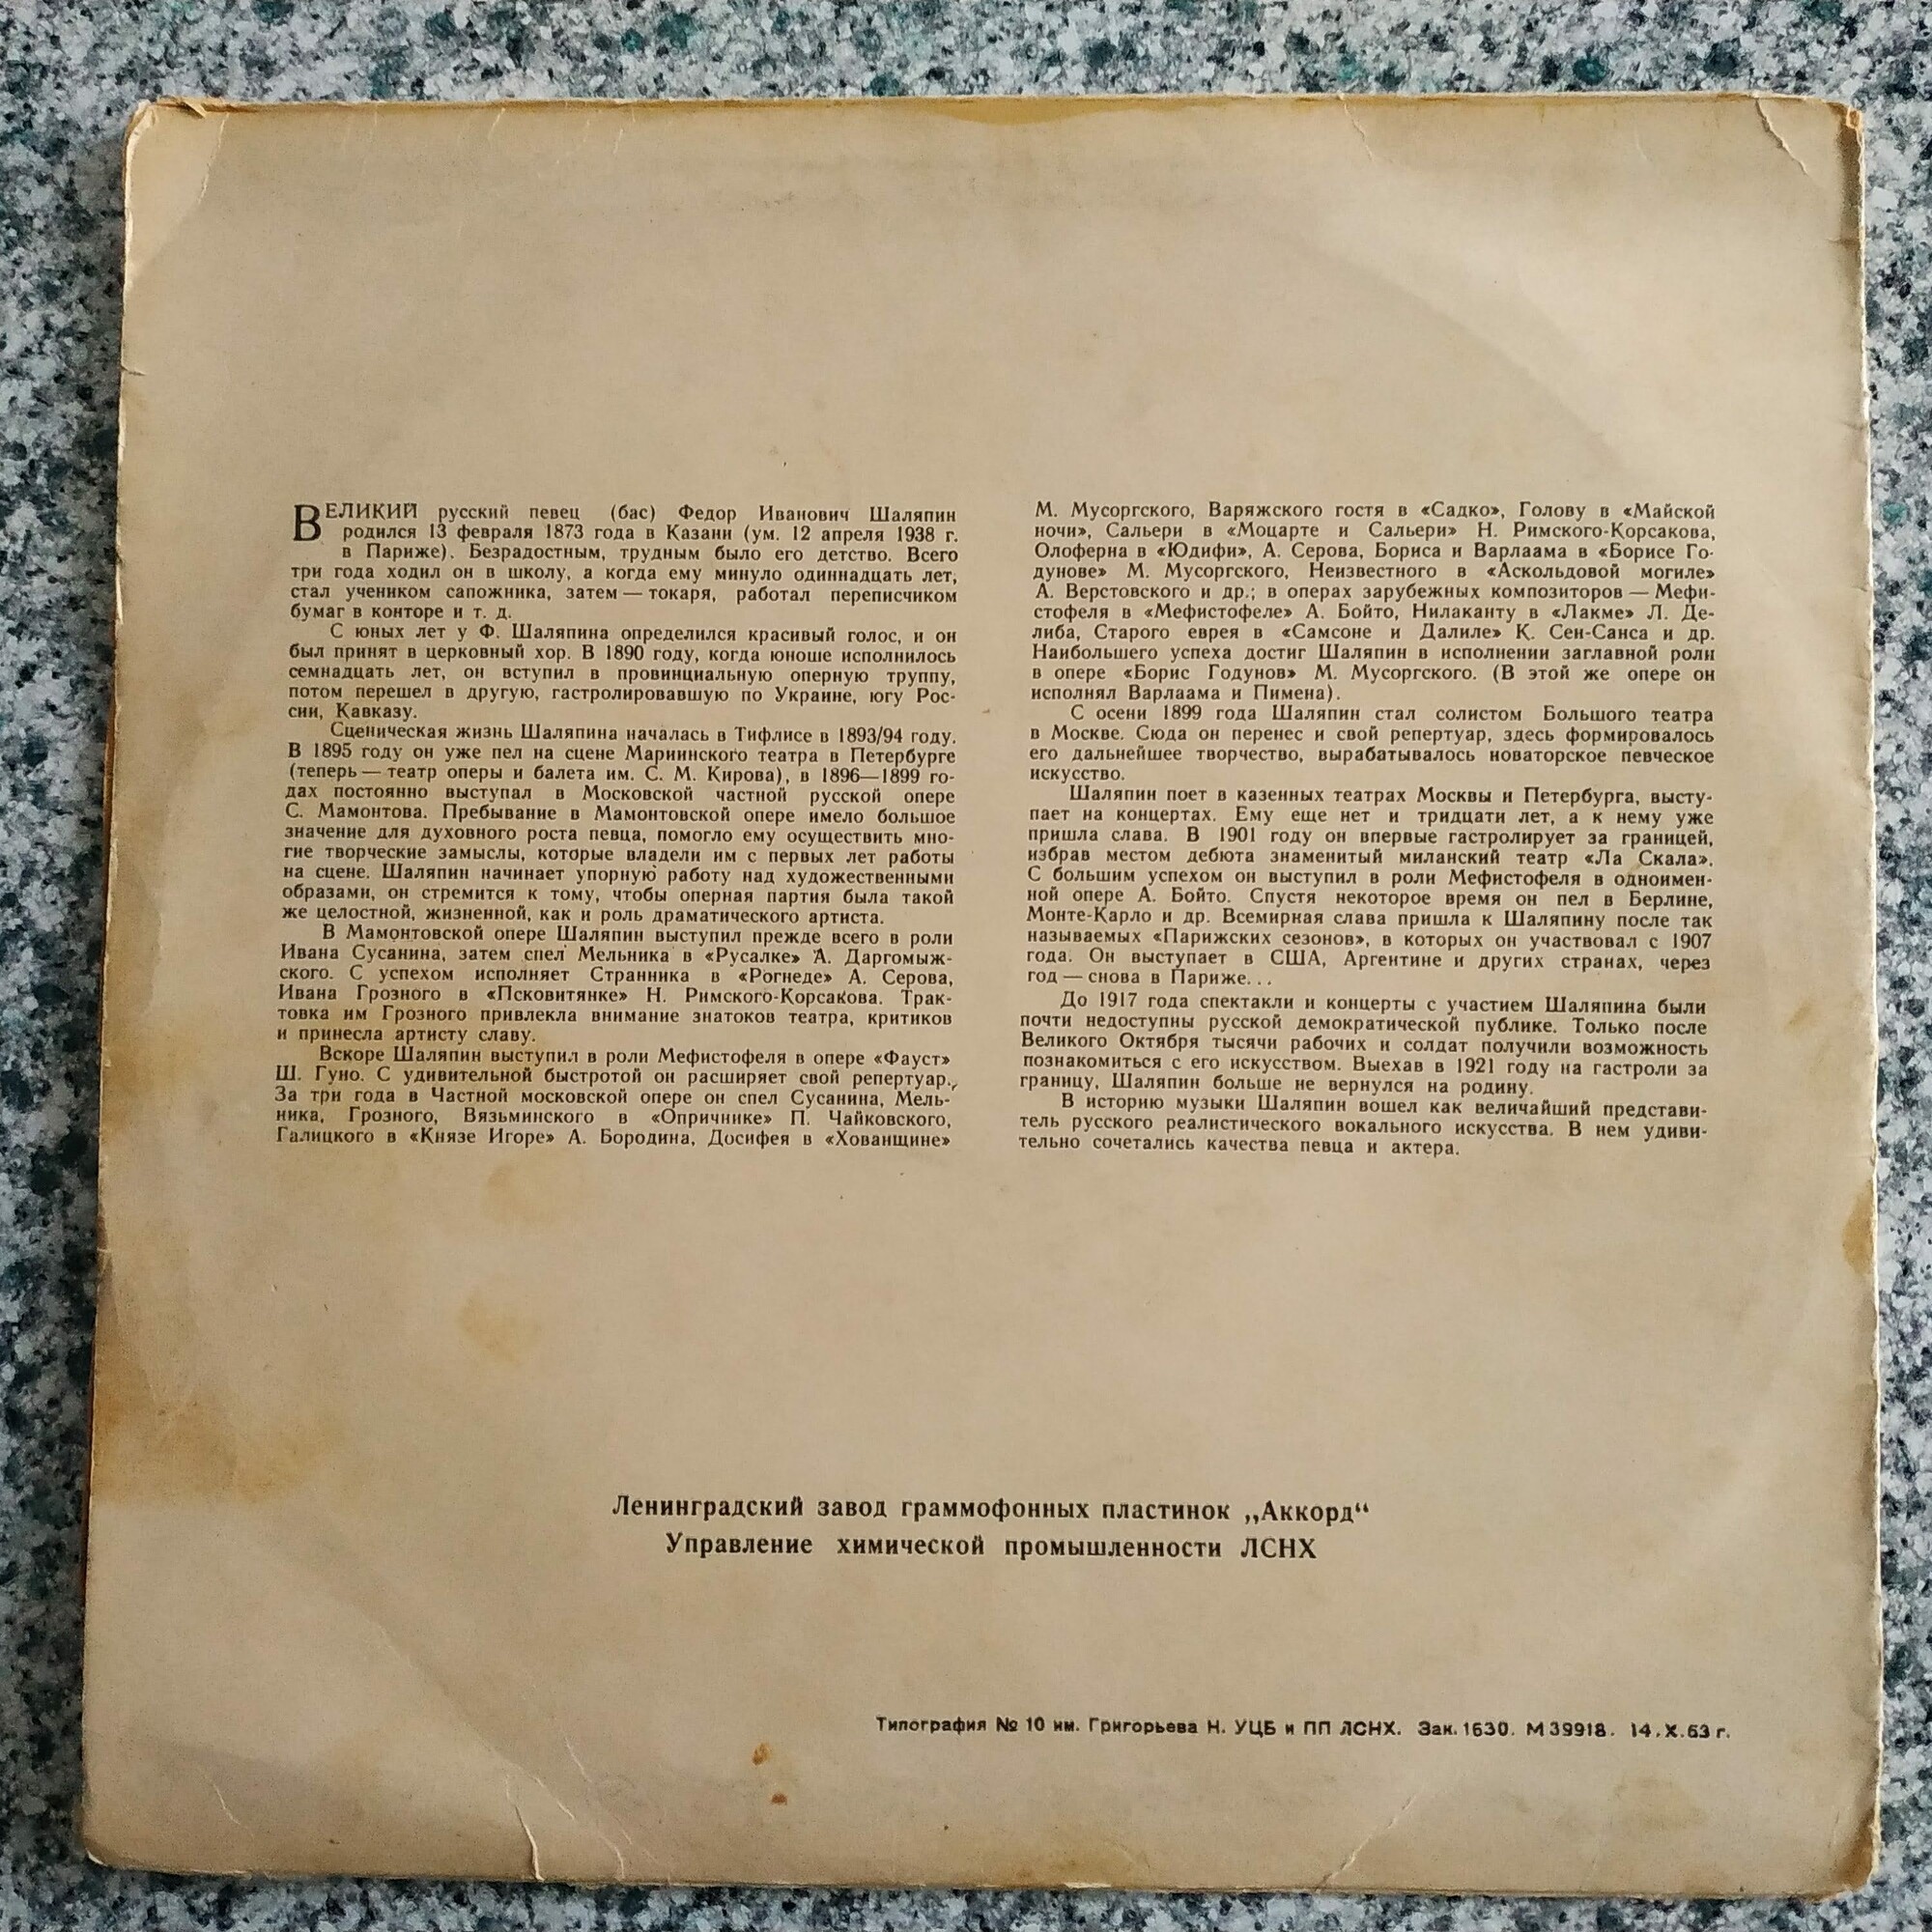 ВЕЛИКИЙ русский певец (бас) Федор Иванович Шаляпин
родился 13 февраля 1873 года в Казани (ум. 12 апреля 1938 г.
в Париже). Безрадостным, трудным было его детство. Всего
три года ходил он в школу, а когда ему минуло одиннадцать лет,
стал учеником сапожника, затем — токаря, работал переписчиком
бумаг в конторе и т. д.
С юных лет у Ф. Шаляпина определился красивый голос, и он
был принят в церковный хор. В 1890 году, когда юноше исполнилось
семнадцать лет, он вступил в провинциальную оперную труппу,
потом перешел в другую, гастролировавшую по Украине, югу Рос-
сии, Кавказу.
Сценическая жизнь Шаляпина началась в Тифлисе в 1893/94 году.
В 1895 году он уже пел на сцене Мариинского театра в Петербурге
(теперь — театр оперы и балета им. С. М. Кирова), в 1896—1899 го-
дах постоянно выступал в Московской частной русской опере
С. Мамонтова. Пребывание в Мамонтовской опере имело большое
значение для духовного роста певца, помогло ему осуществить мно-
гие творческие замыслы, которые владели им с первых лет работы
на сцене. Шаляпин начинает упорную работу над художественными
образами, он стремится к тому, чтобы оперная партия была такой
же целостной, жизненной, как и роль драматического артиста.
В Мамонтовской опере Шаляпин выступил прежде всего в роли
Ивана Сусанина, затем спел Мельника в «Русалке» А. Даргомыж-
ского. С успехом исполняет Странника в «Рогнеде» А. Серова,
Ивана Грозного в «Псковитянке» Н. Римского-Корсакова. Трак-
товка им Грозного привлекла внимание знатоков театра, критиков
и принесла артисту славу.
Вскоре Шаляпин выступил в роли Мефистофеля в опере «Фауст»
Ш. Гуно. С удивительной быстротой он расширяет свой репертуар.
За три года в Частной московской опере он спел Сусанина, Мель-
ника, Грозного, Вязьминского в «Опричнике» П. Чайковского,
Галицкого в «Князе Игоре» А. Бородина, Досифея в «Хованщине»
М. Мусоргского, Варяжского гостя в «Садко», Голову в «Майской
ночи», Сальери в «Моцарте и Сальери» Н. Римского-Корсакова,
Олоферна в «Юдифи», А. Серова, Бориса и Варлаама в «Борисе Го-
дунове» М. Мусоргского, Неизвестного в «Аскольдовой могиле»
А. Верстовского и др.; в операх зарубежных композиторов — Мефи-
стофеля в «Мефистофеле» А. Бойто, Нилаканту в «Лакме» Л. Де-
либа, Старого еврея в «Самсоне и Далиле» К. Сен-Санса и др.
Наибольшего успеха достиг Шаляпин в исполнении заглавной роли
в опере «Борис Годунов» М. Мусоргского. (В этой же опере он
исполнял Варлаама и Пимена).
С осени 1899 года Шаляпин стал солистом Большого театра
в Москве. Сюда он перенес и свой репертуар, здесь формировалось
его дальнейшее творчество, вырабатывалось новаторское певческое
искусство.
Шаляпин поет в казенных театрах Москвы и Петербурга, высту-
пает на концертах. Ему еще нет и тридцати лет, а к нему уже
пришла слава. В 1901 году он впервые гастролирует за границей,
избрав местом дебюта знаменитый миланский театр «Ла Скала».
С большим успехом он выступил в роли Мефистофеля в одноимен-
ной опере А. Бойто. Спустя некоторое время он пел в Берлине,
Монте-Карло и др. Всемирная слава пришла к Шаляпину после так
называемых «Парижских сезонов», в которых он участвовал с 1907
года. Он выступает в США, Аргентине и других странах, через
год — снова в Париже...
До 1917 года спектакли и концерты с участием Шаляпина были
почти недоступны русской демократической публике. Только после
Великого Октября тысячи рабочих и солдат получили возможность
познакомиться с его искусством. Выехав в 1921 году на гастроли за
границу, Шаляпин больше не вернулся на родину.
В историю музыки Шаляпин вошел как величайший представи-
тель русского реалистического вокального искусства. В нем удиви-
тельно сочетались качества певца и актера.
Ленинградский завод граммофонных пластинок „Аккорд“
Управление химической промышленности ЛСНХ
Типография № 10 им. Григорьева Н. УЦБ и ПП ЛСНХ. Зак. 1630. М 39918. 14.X.63 г.